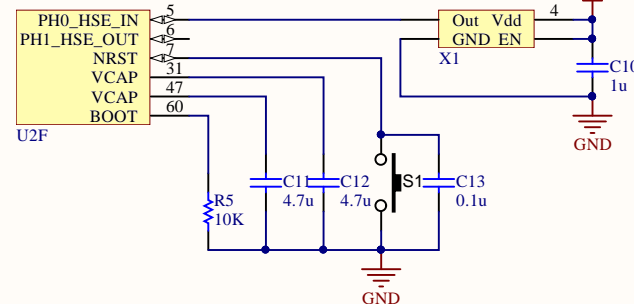 PH0_HSE_IN 5 Out Vdd 4
PH1_HSE_OUT 6 GND EN
NRST 7 X1
VCAP 31 C10
VCAP 47 1u
BOOT 60
U2F GND
C11 C12 S1 C13
4.7u 4.7u 0.1u
R5
10K
GND